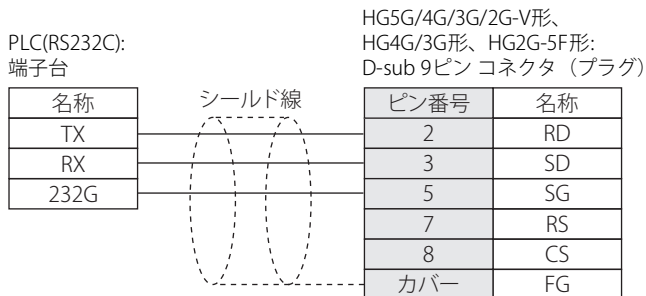 HG5G/4G/3G/2G-V形、
PLC(RS232C): HG4G/3G形、HG2G-5F形:
端子台 D-sub 9ピン コネクタ（プラグ）
名称 シールド線 ピン番号 名称
TX 2 RD
RX 3 SD
232G 5 SG
7 RS
8 CS
カバー FG